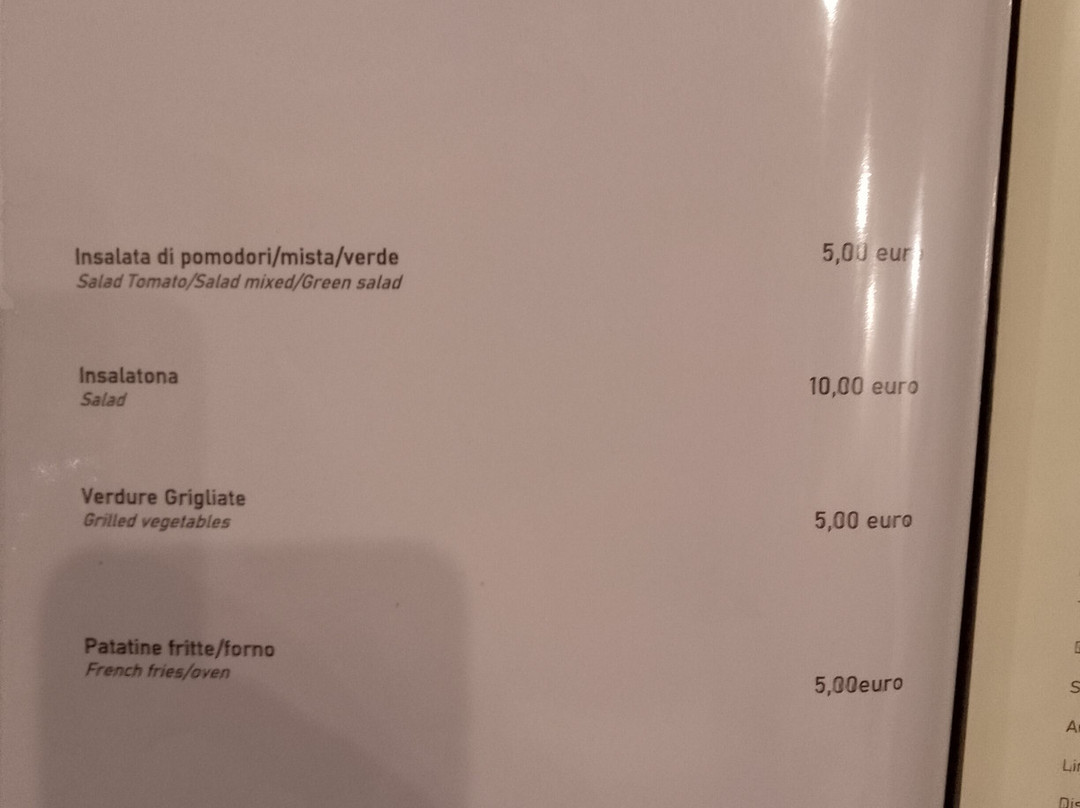 Insalata di pomodori/mista/verde 5,00 euro
Salad Tomato/Salad mixed/Green salad
Insalatona 10,00 euro
Salad
Verdure Grigliate 5,00 euro
Grilled vegetables
Patatine fritte/forno
French fries/oven 5,00euro